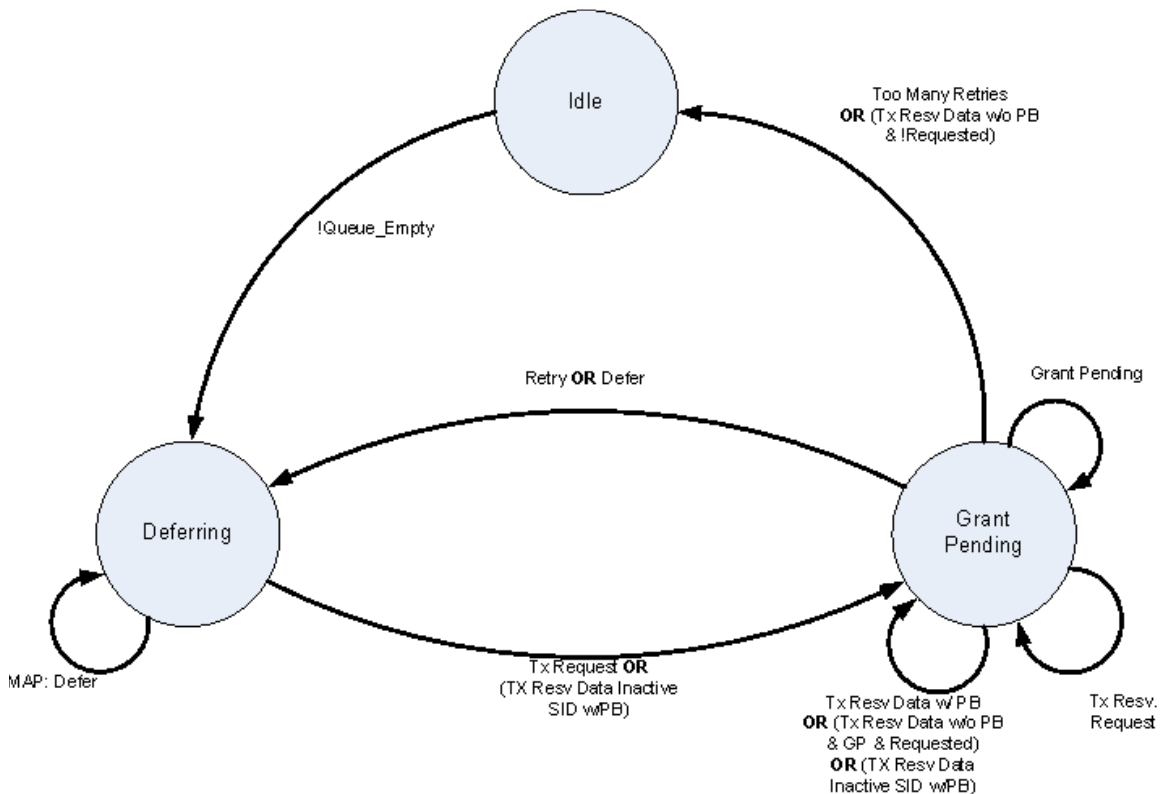 Idle
Too Many Retries
OR (Tx Resv Data w/o PB
& !Requested)
!Queue_Empty
Retry OR Defer
Grant Pending
Deferring
Grant
Pending
MAP: Defer
Tx Request OR
(TX Resv Data Inactive
SID w/PB)
Tx Resv Data w/ PB
OR (Tx Resv Data w/o PB
& GP & Requested)
OR (TX Resv Data
Inactive SID w/PB)
Tx Resv.
Request